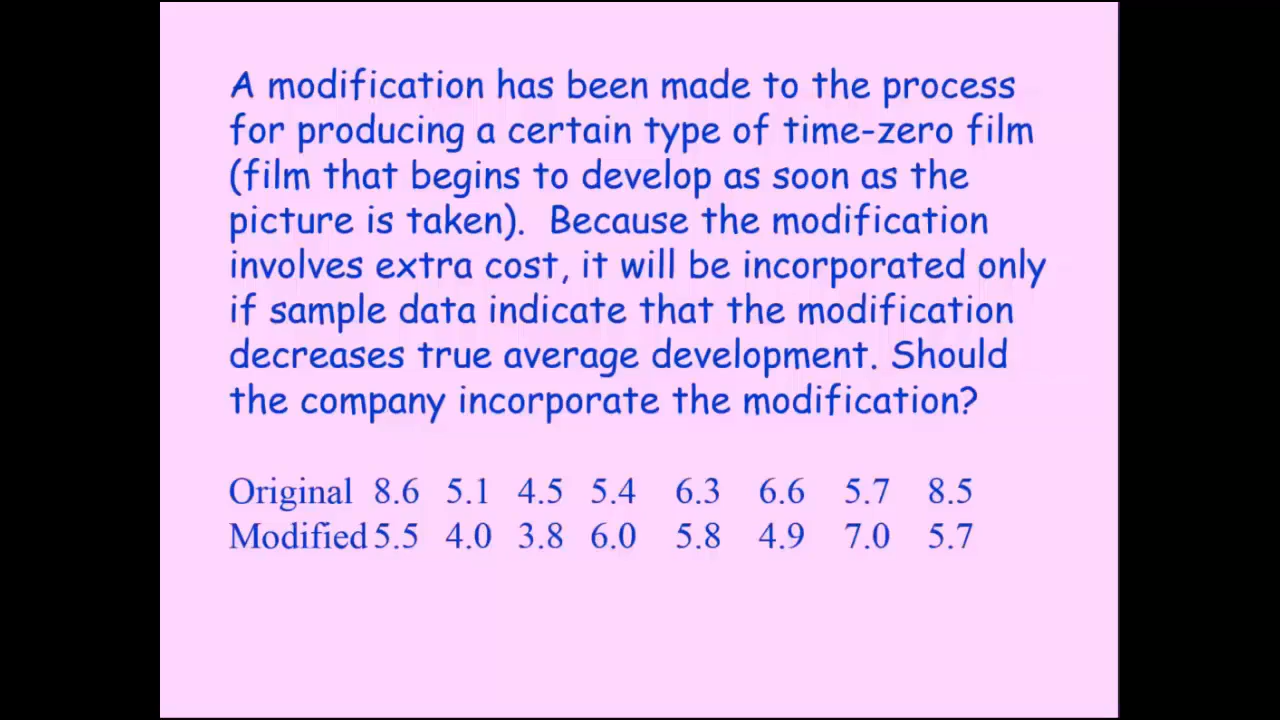 A modification has been made to the process
for producing a certain type of time-zero film
(film that begins to develop as soon as the
picture is taken). Because the modification
involves extra cost, it will be incorporated only
if sample data indicate that the modification
decreases true average development. Should
the company incorporate the modification?
Original 8.6 5.1 4.5 5.4 6.3 6.6 5.7 8.5
Modified 5.5 4.0 3.8 6.0 5.8 4.9 7.0 5.7